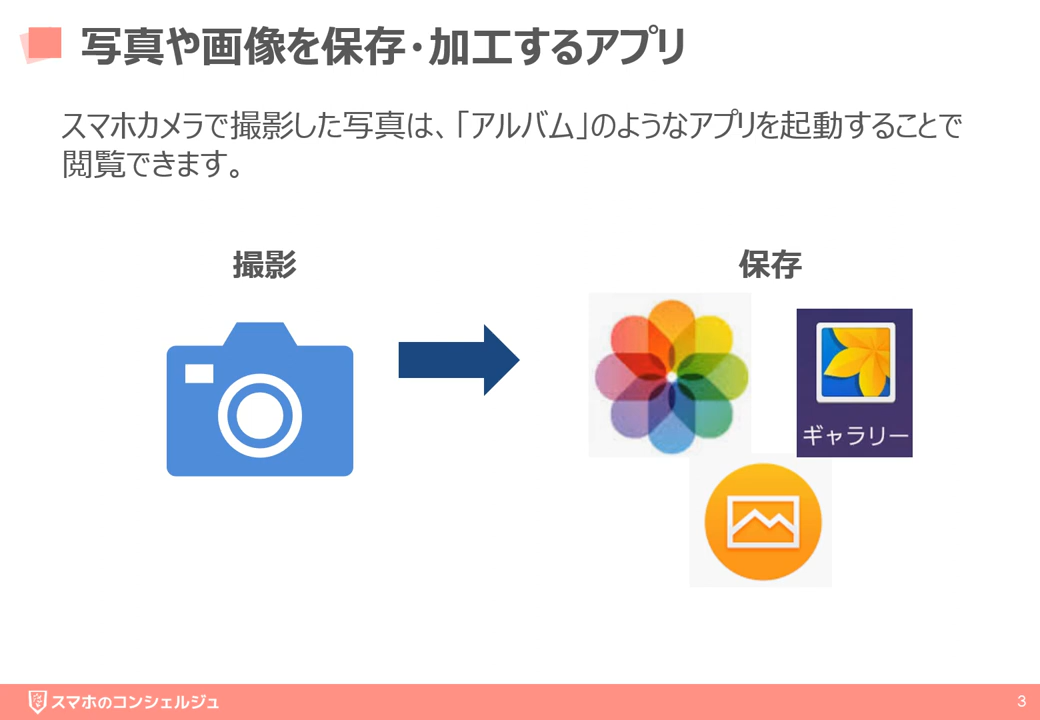 写真や画像を保存・加工するアプリ
スマホカメラで撮影した写真は、「アルバム」のようなアプリを起動することで
閲覧できます。
撮影
保存
ギャラリー
スマホのコンシェルジュ
3